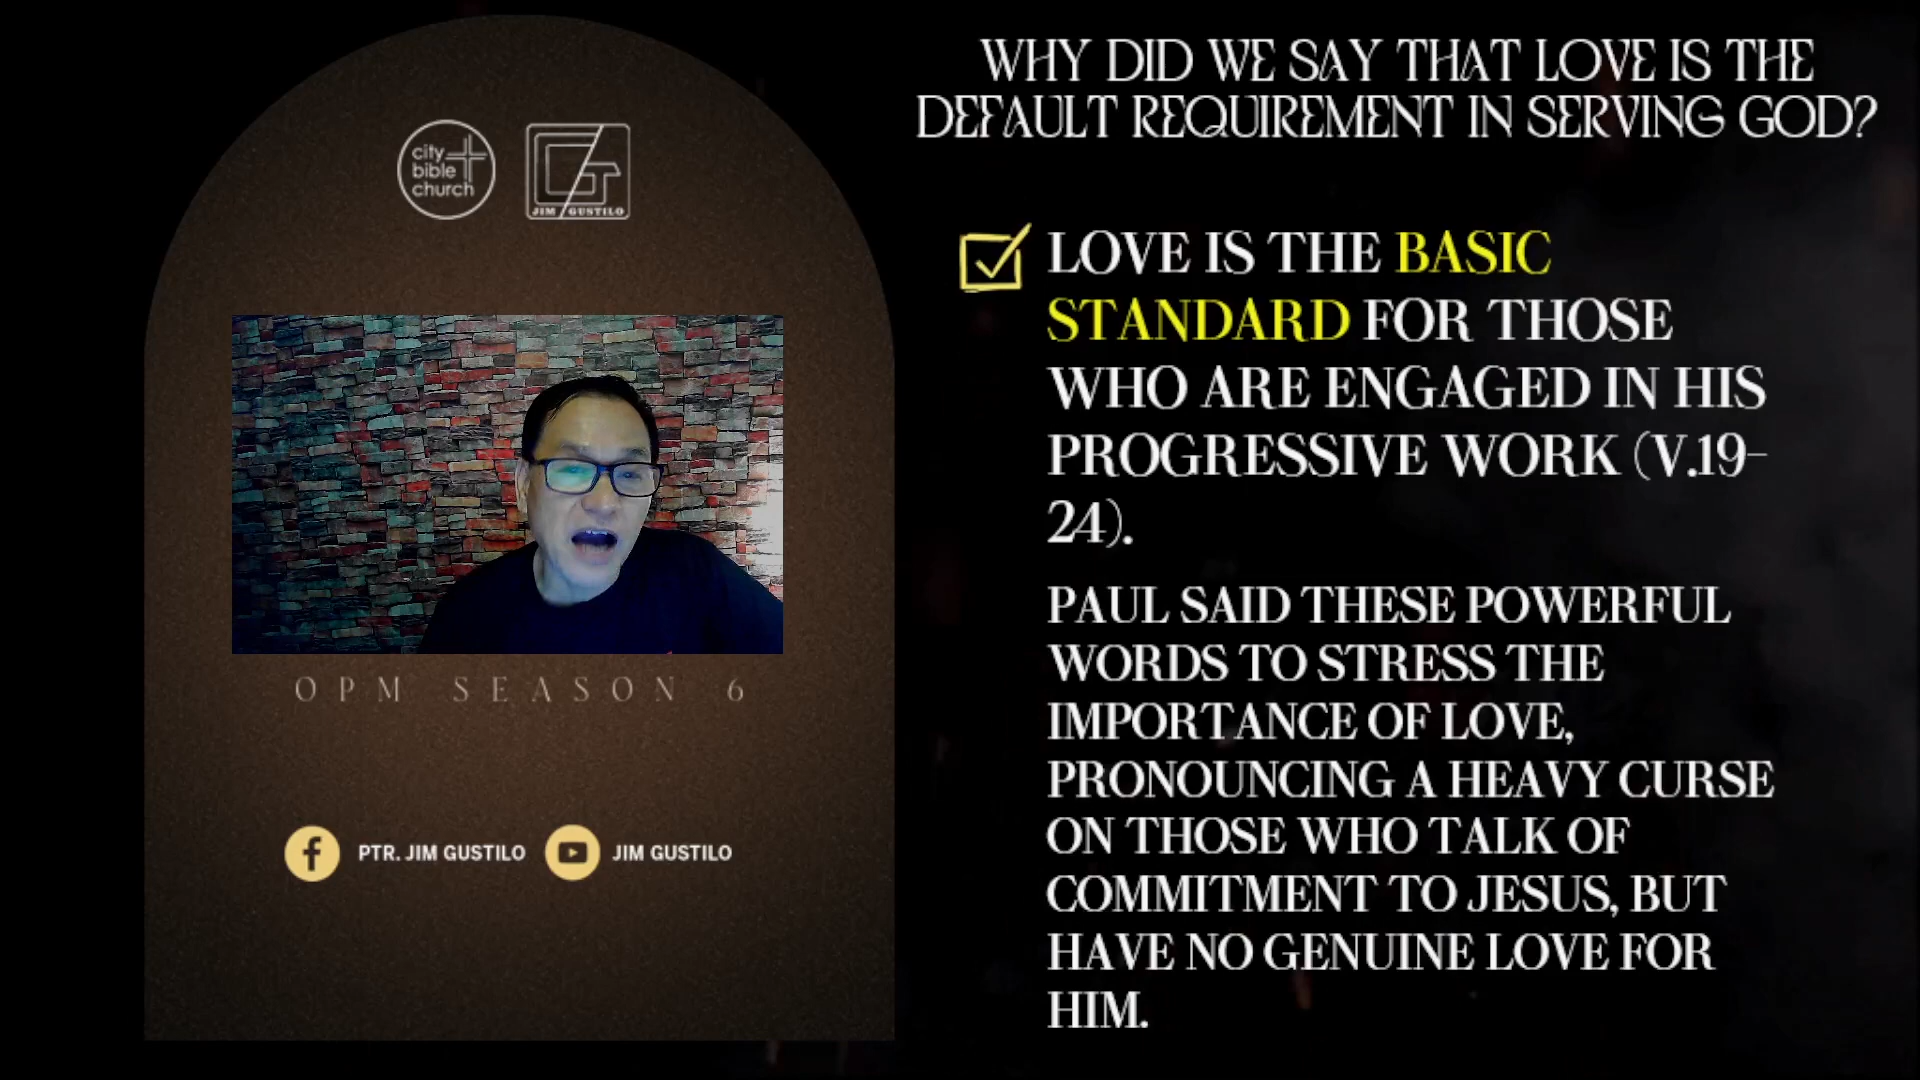 city
bible
church
JIM GUSTILO
OPM SEASON 6
PTR. JIM GUSTILO
JIM GUSTILO
WHY DID WE SAY THAT LOVE IS THE
DEFAULT REQUIREMENT IN SERVING GOD?
LOVE IS THE BASIC
STANDARD FOR THOSE
WHO ARE ENGAGED IN HIS
PROGRESSIVE WORK (V.19-
24).
PAUL SAID THESE POWERFUL
WORDS TO STRESS THE
IMPORTANCE OF LOVE,
PRONOUNCING A HEAVY CURSE
ON THOSE WHO TALK OF
COMMITMENT TO JESUS, BUT
HAVE NO GENUINE LOVE FOR
HIM.